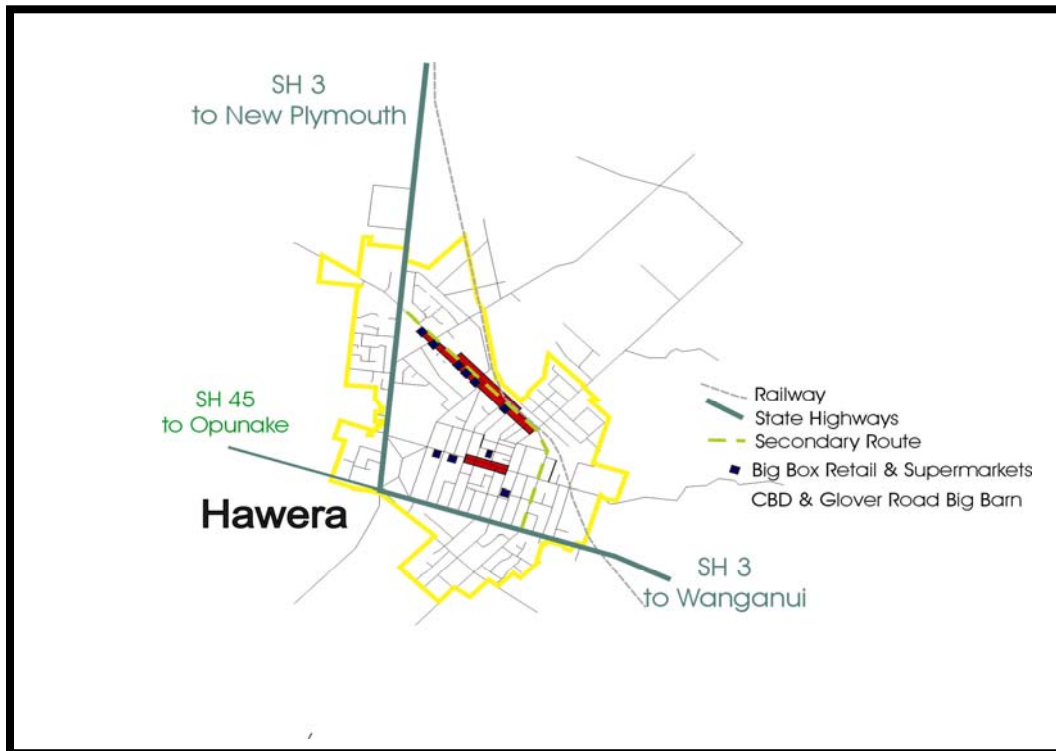 SH 3
to New Plymouth
SH 45
to Opunake
Hawera
Railway
State Highways
Secondary Route
Big Box Retail & Supermarkets
CBD & Glover Road Big Barn
SH 3
to Wanganui